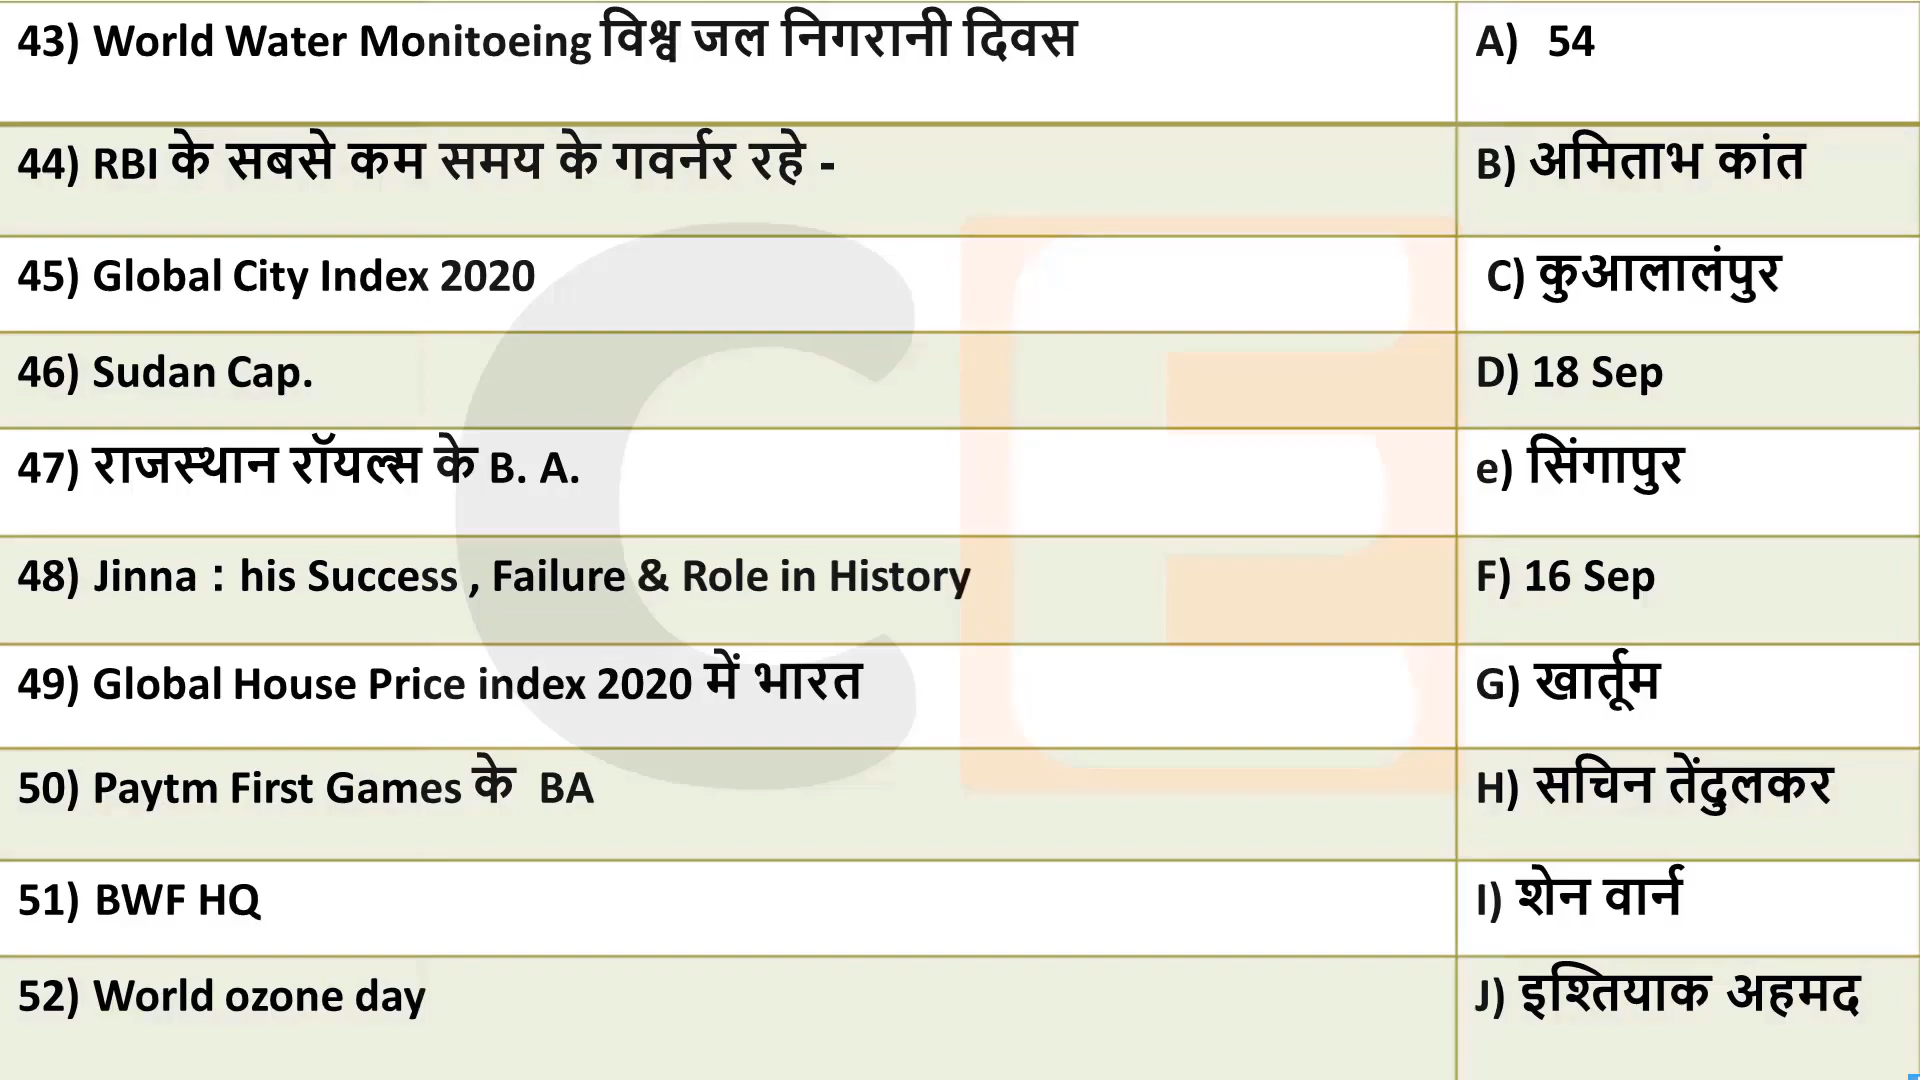 43) World Water Monitoeing विश्व जल निगरानी दिवस
A) 54
44) RBI के सबसे कम समय के गवर्नर रहे -
B) अमिताभ कांत
45) Global City Index 2020
C) कुआलालंपुर
46) Sudan Cap.
D) 18 Sep
47) राजस्थान रॉयल्स के B. A.
e) सिंगापुर
48) Jinna : his Success , Failure & Role in History
F) 16 Sep
49) Global House Price index 2020 में भारत
G) खार्तूम
50) Paytm First Games के BA
H) सचिन तेंदुलकर
51) BWF HQ
I) शेन वार्न
52) World ozone day
J) इश्तियाक अहमद